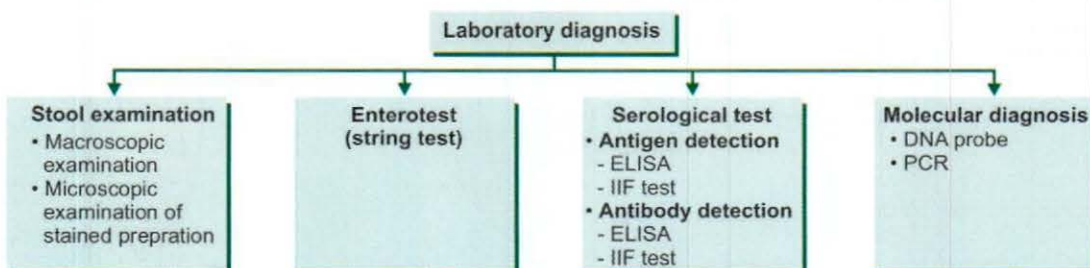 Laboratory diagnosis
Stool examination
• Macroscopic
examination
• Microscopic
examination of
stained prepration
Enterotest
(string test)
Serological test
• Antigen detection
- ELISA
- IIF test
• Antibody detection
- ELISA
- IIF test
Molecular diagnosis
• DNA probe
• PCR